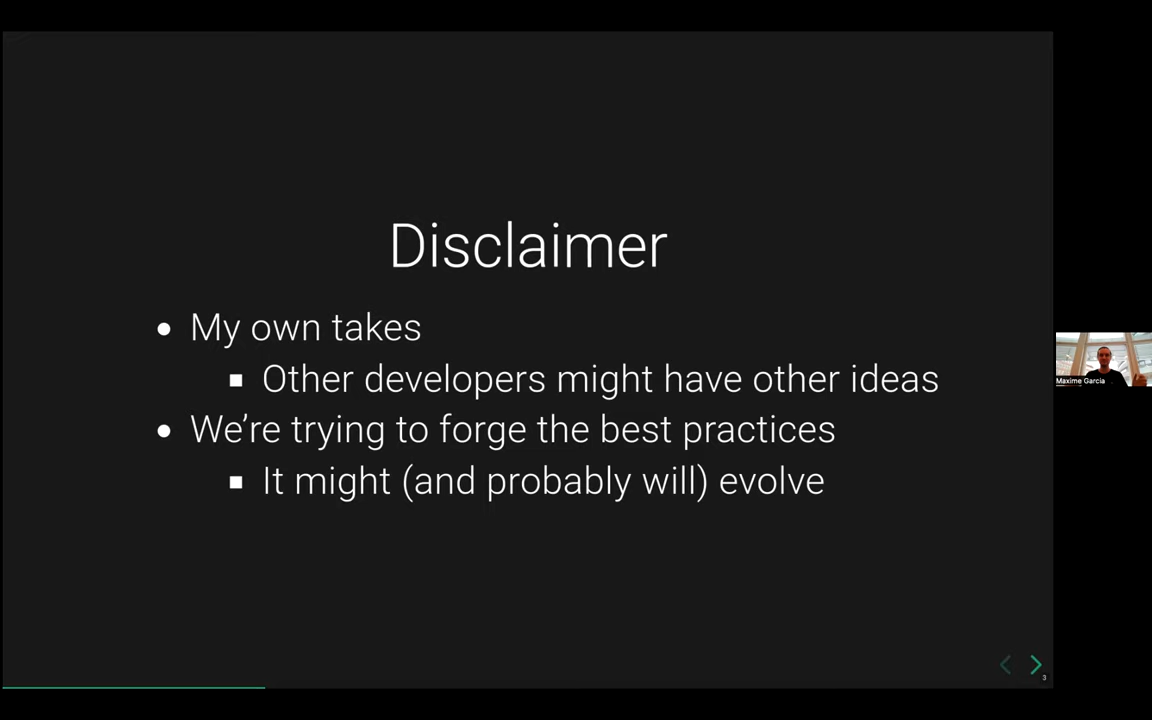 Disclaimer
My own takes
Other developers might have other ideas
We're trying to forge the best practices
It might (and probably will) evolve
Maxime Garcia
3